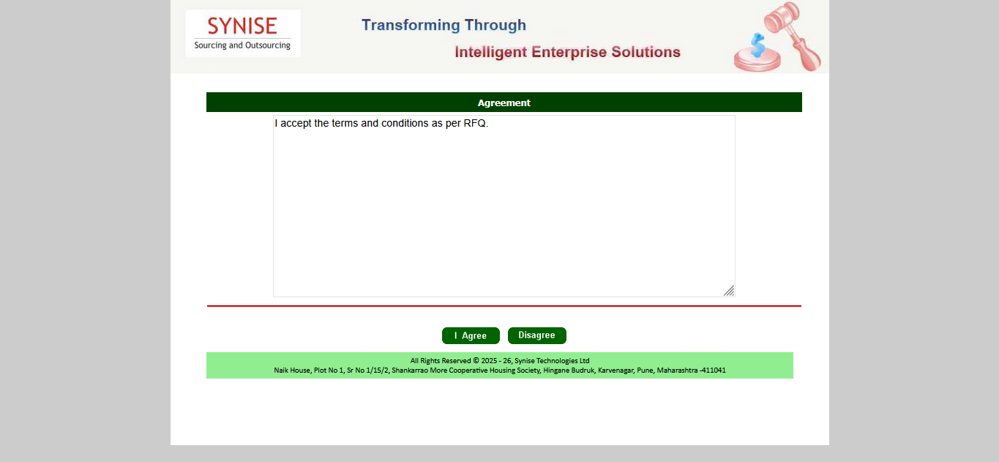 SYNISE
Sourcing and Outsourcing
Transforming Through
Intelligent Enterprise Solutions
Agreement
I accept the terms and conditions as per RFQ.
I Agree
Disagree
All Rights Reserved © 2025 - 26, Synise Technologies Ltd
Naik House, Plot No 1, Sr No 1/15/2, Shankarrao More Cooperative Housing Society, Hingane Budruk, Karvenagar, Pune, Maharashtra -411041